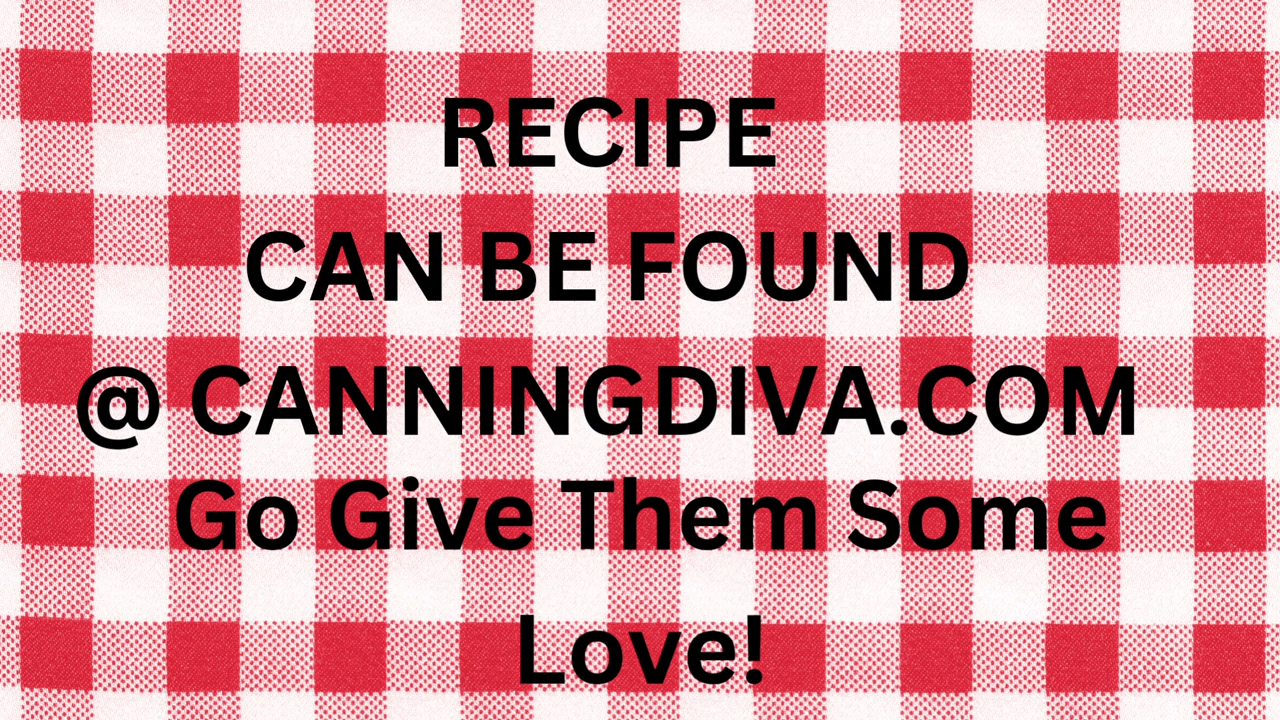 RECIPE
CAN BE FOUND
@ CANNINGDIVA.COM
Go Give Them Some
Love!